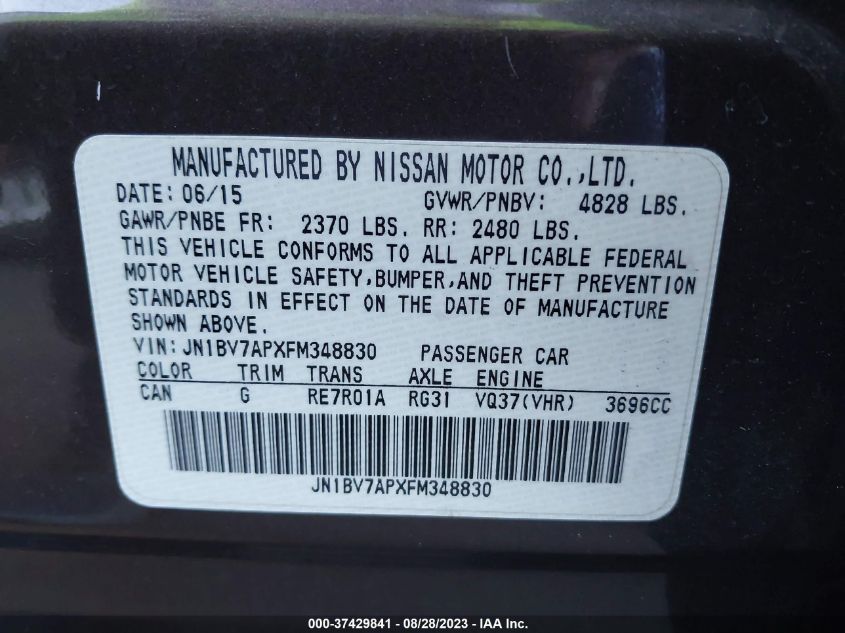 MANUFACTURED BY NISSAN MOTOR CO.,LTD.
DATE: 06/15 GVWR/PNBV: 4828 LBS.
GAWR/PNBE FR: 2370 LBS. RR: 2480 LBS.
THIS VEHICLE CONFORMS TO ALL APPLICABLE FEDERAL
MOTOR VEHICLE SAFETY,BUMPER,AND THEFT PREVENTION
STANDARDS IN EFFECT ON THE DATE OF MANUFACTURE
SHOWN ABOVE.
VIN:JN1BV7APXFM348830 PASSENGER CAR
COLOR TRIM TRANS AXLE ENGINE
CAN G RE7R01A RG31 VQ37(VHR) 3696CC
JN1BV7APXFM348830
000-37429841 - 08/28/2023 - IAA Inc.